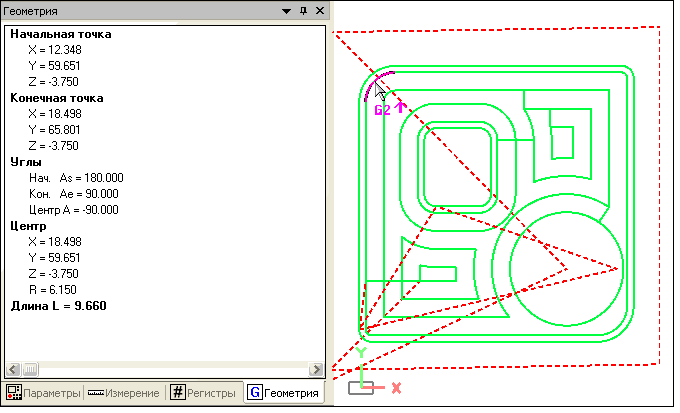 Геометрия
Начальная точка
X = 12.348
Y = 59.651
Z = -3.750
Конечная точка
X = 18.498
Y = 65.801
Z = -3.750
Углы
Нач. As = 180.000
Кон. Ae = 90.000
Центр A = -90.000
Центр
X = 18.498
Y = 59.651
Z = -3.750
R = 6.150
Длина L = 9.660
Параметры
Измерение
# Регистры
G Геометрия
G2
Y
X